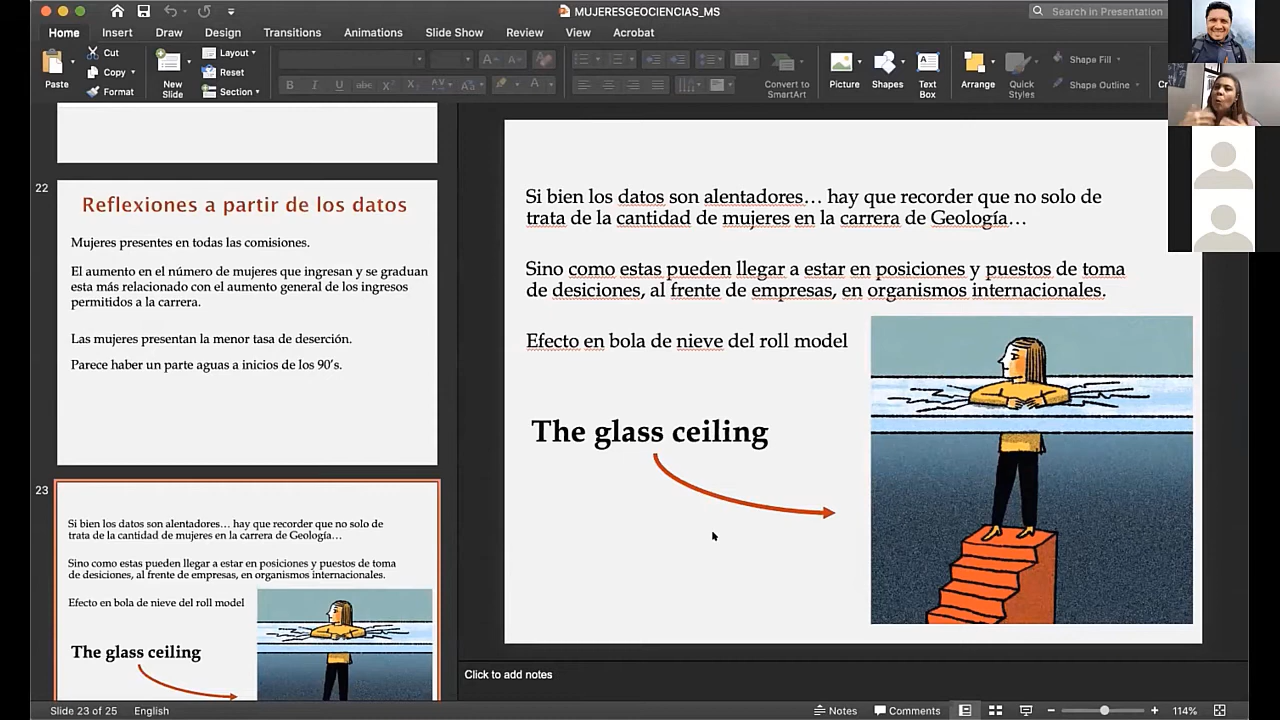 MUJERESGEOCIENCIAS_MS
Search in Presentation
Home Insert Draw Design Transitions Animations Slide Show Review View Acrobat
Paste
Cut
Copy
Format
New
Slide
Layout
Reset
Section
Convert to
SmartArt
Picture
Shapes
Text
Box
Arrange
Quick
Styles
Shape Fill
Shape Outline
22
Reflexiones a partir de los datos
Mujeres presentes en todas las comisiones.
El aumento en el número de mujeres que ingresan y se graduan
esta más relacionado con el aumento general de los ingresos
permitidos a la carrera.
Las mujeres presentan la menor tasa de deserción.
Parece haber un parte aguas a inicios de los 90’s.
23
Si bien los datos son alentadores… hay que recorder que no solo de
trata de la cantidad de mujeres en la carrera de Geología…
Sino como estas pueden llegar a estar en posiciones y puestos de toma
de desiciones, al frente de empresas, en organismos internacionales.
Efecto en bola de nieve del roll model
The glass ceiling
Si bien los datos son alentadores… hay que recorder que no solo de
trata de la cantidad de mujeres en la carrera de Geología…
Sino como estas pueden llegar a estar en posiciones y puestos de toma
de desiciones, al frente de empresas, en organismos internacionales.
Efecto en bola de nieve del roll model
The glass ceiling
Click to add notes
Slide 23 of 25 English Notes Comments 114%